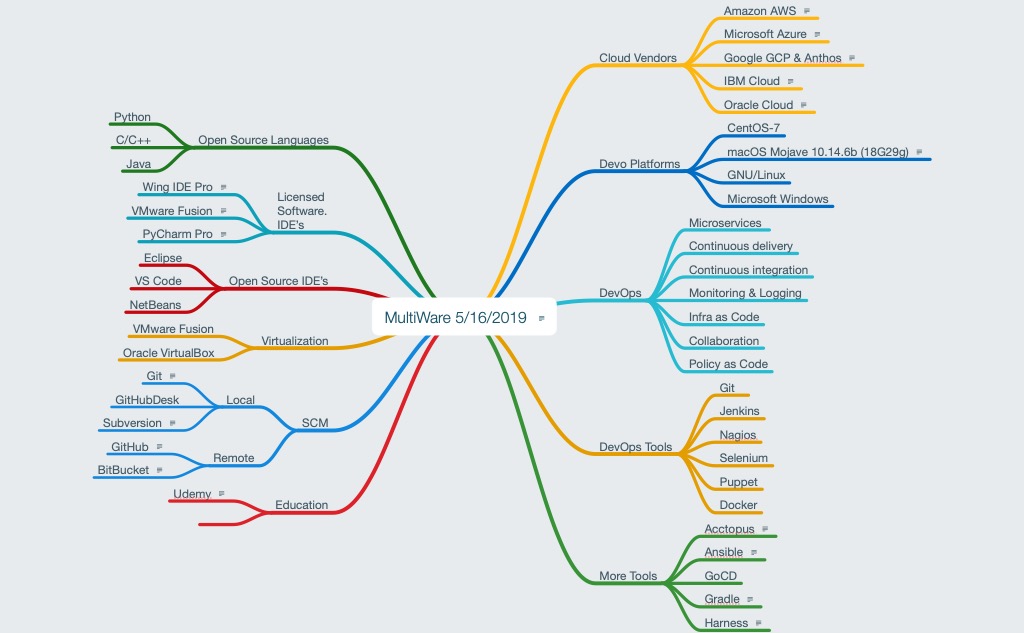 MultiWare 5/16/2019
Open Source Languages
Python
C/C++
Java
Licensed
Software.
IDE's
Wing IDE Pro
VMware Fusion
PyCharm Pro
Open Source IDE's
Eclipse
VS Code
NetBeans
Virtualization
VMware Fusion
Oracle VirtualBox
SCM
Local
Git
GitHubDesk
Subversion
Remote
GitHub
BitBucket
Education
Udemy
Cloud Vendors
Amazon AWS
Microsoft Azure
Google GCP & Anthos
IBM Cloud
Oracle Cloud
Devo Platforms
CentOS-7
macOS Mojave 10.14.6b (18G29g)
GNU/Linux
Microsoft Windows
DevOps
Microservices
Continuous delivery
Continuous integration
Monitoring & Logging
Infra as Code
Collaboration
Policy as Code
DevOps Tools
Git
Jenkins
Nagios
Selenium
Puppet
Docker
More Tools
Acctopus
Ansible
GoCD
Gradle
Harness